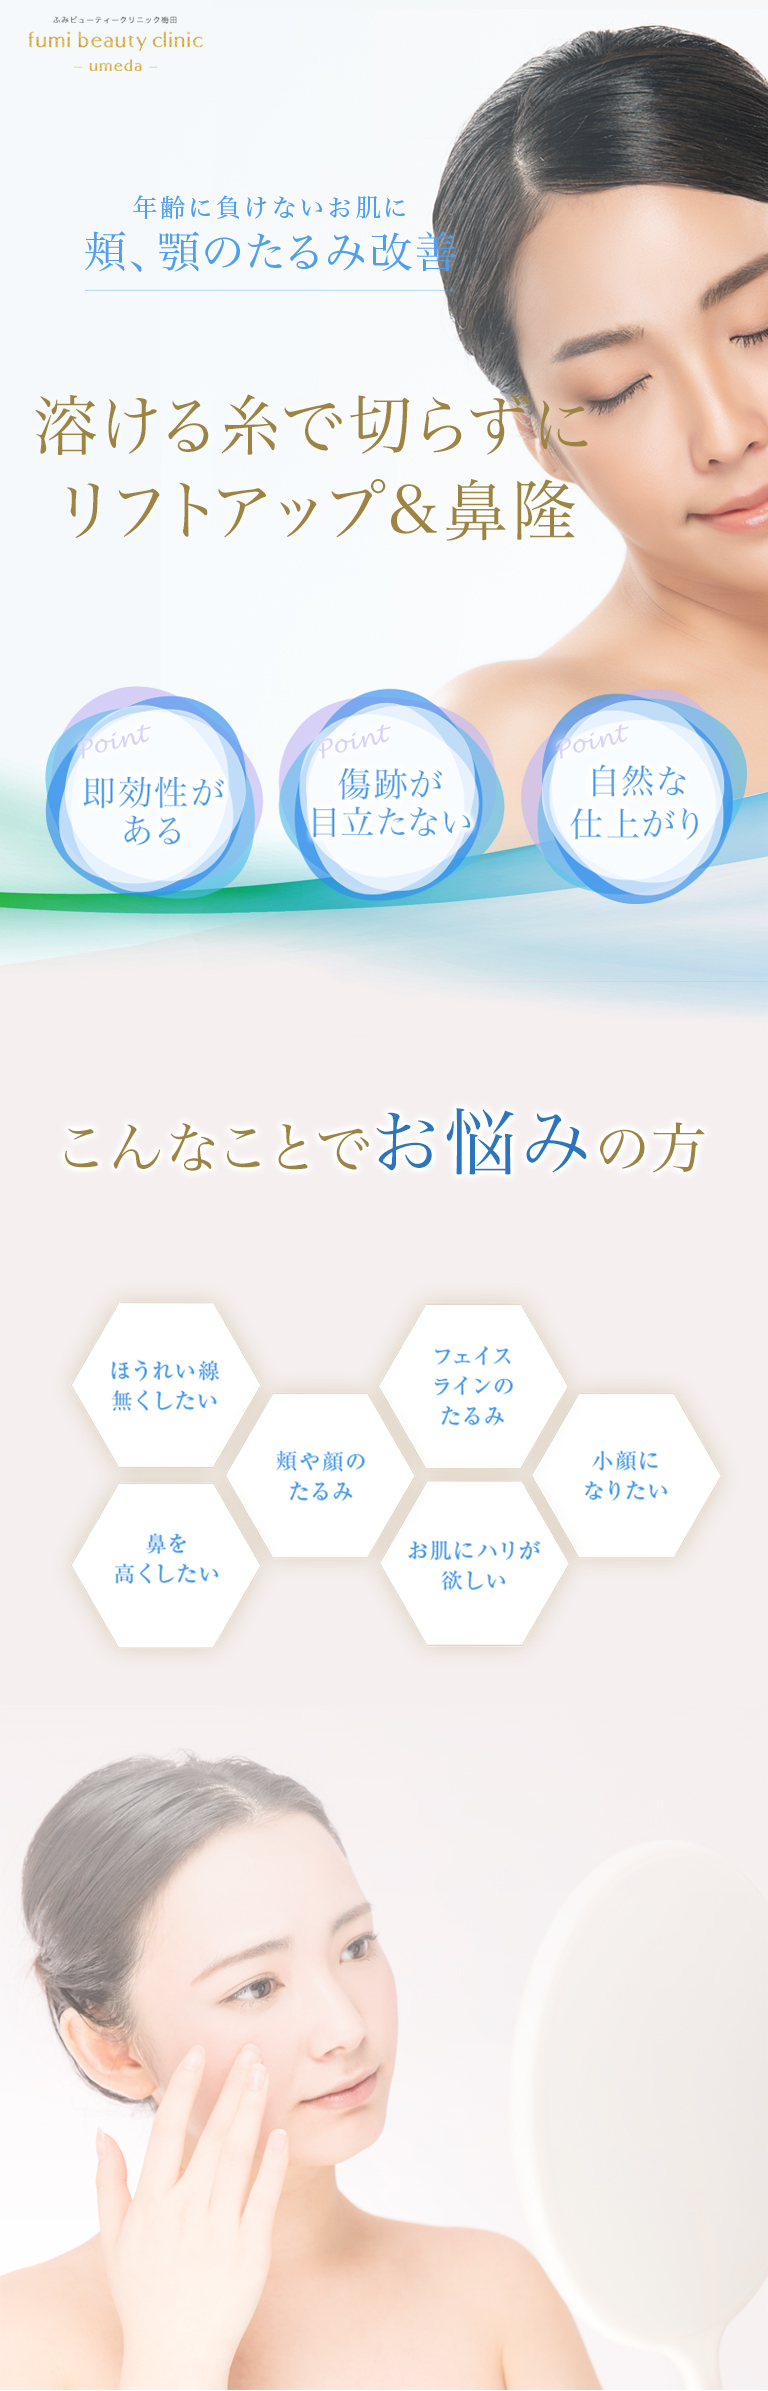 ふみビューティークリニック梅田
fumi beauty clinic
– umeda –
年齢に負けないお肌に
頬、顎のたるみ改善
溶ける糸で切らずに
リフトアップ&鼻隆
Point
即効性が
ある
Point
傷跡が
目立たない
Point
自然な
仕上がり
こんなことでお悩みの方
ほうれい線
無くしたい
フェイス
ラインの
たるみ
頬や顔の
たるみ
小顔に
なりたい
鼻を
高くしたい
お肌にハリが
欲しい